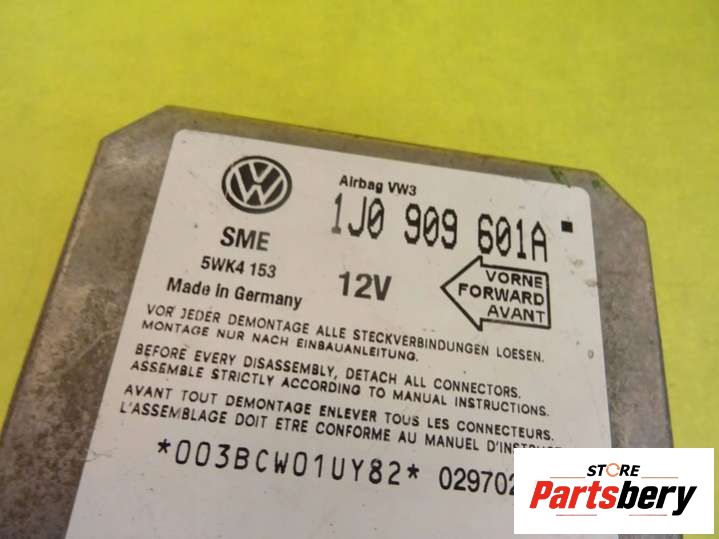 Airbag VW3
1J0 909 601A
SME
5WK4 153
Made in Germany
12V
VORNE
FORWARD
AVANT
VOR JEDER DEMONTAGE ALLE STECKVERBINDUNGEN LOESEN.
MONTAGE NUR NACH EINBAUANLEITUNG.
BEFORE EVERY DISASSEMBLY, DETACH ALL CONNECTORS.
ASSEMBLE STRICTLY ACCORDING TO MANUAL INSTRUCTIONS.
AVANT TOUT DEMONTAGE ENLEVER TOUS LES CONNECTEURS.
L'ASSEMBLAGE DOIT ETRE CONFORME AU MANUEL
*003BCW01UY82*
STORE
Partsbery